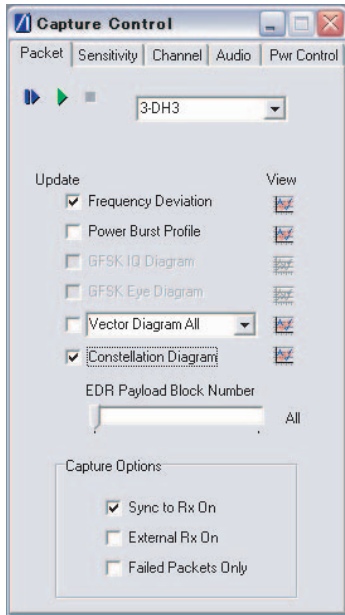 Capture Control
Packet Sensitivity Channel Audio Pwr Control
3-DH3
Update View
Frequency Deviation
Power Burst Profile
GFSK IQ Diagram
GFSK Eye Diagram
Vector Diagram All
Constellation Diagram
EDR Payload Block Number
All
Capture Options
Sync to Rx On
External Rx On
Failed Packets Only